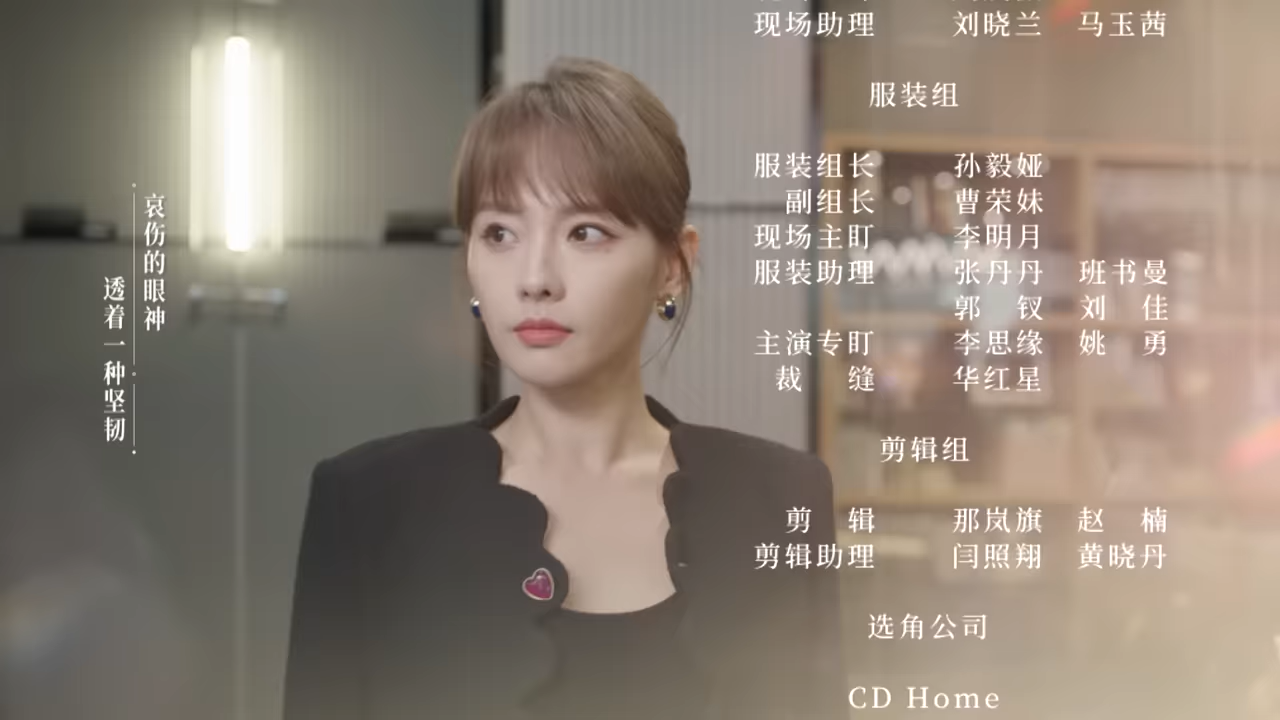 哀伤的眼神
透着一种坚韧
现场助理 刘晓兰 马玉茜
服装组
服装组长 孙毅娅
副组长 曹荣妹
现场主盯 李明月
服装助理 张丹丹 班书曼
郭钗 刘佳
主演专盯 李思缘 姚勇
裁缝 华红星
剪辑组
剪辑 那岚旗 赵楠
剪辑助理 闫照翔 黄晓丹
选角公司
CD Home